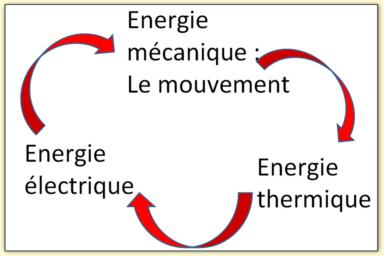 Energie
mécanique :
Le mouvement
Energie
électrique
Energie
thermique